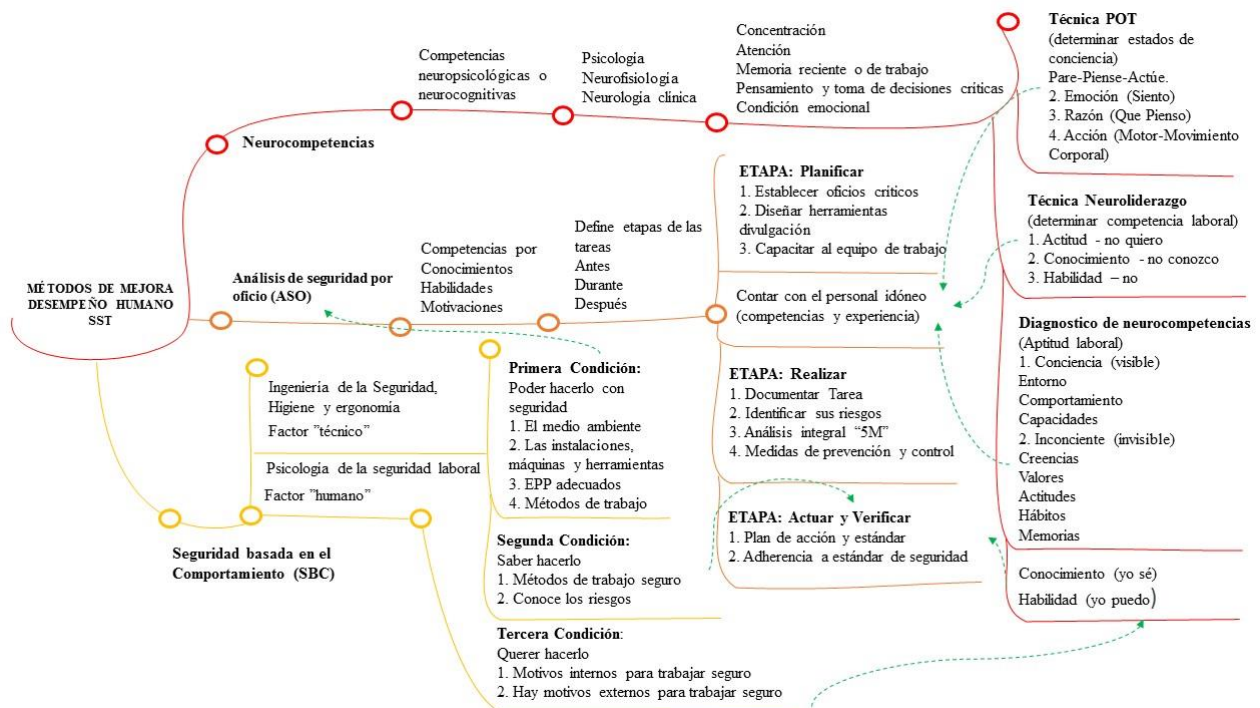 MÉTODOS DE MEJORA
DESEMPEÑO HUMANO
SST
Neurocompetencias
Competencias
neuropsicológicas o
neurocognitivas
Psicologia
Neurofisiología
Neurologia clínica
Concentración
Atención
Memoria reciente o de trabajo
Pensamiento y toma de decisiones críticas
Condición emocional
Técnica POT
(determinar estados de
conciencia)
Pare-Piense-Actúe.
2. Emoción (Siento)
3. Razón (Que Pienso)
4. Acción (Motor-Movimiento
Corporal)
Técnica Neuroliderazgo
(determinar competencia laboral)
1. Actitud - no quiero
2. Conocimiento - no conozco
3. Habilidad – no
Diagnostico de neurocompetencias
(Aptitud laboral)
1. Conciencia (visible)
Entorno
Comportamiento
Capacidades
2. Inconciente (invisible)
Creencias
Valores
Actitudes
Hábitos
Memorias
Conocimiento (yo sé)
Habilidad (yo puedo)
Análisis de seguridad por
oficio (ASO)
Competencias por
Conocimientos
Habilidades
Motivaciones
Define etapas de las
tareas
Antes
Durante
Después
ETAPA: Planificar
1. Establecer oficios críticos
2. Diseñar herramientas
divulgación
3. Capacitar al equipo de trabajo
Contar con el personal idóneo
(competencias y experiencia)
ETAPA: Realizar
1. Documentar Tarea
2. Identificar sus riesgos
3. Análisis integral “5M”
4. Medidas de prevención y control
ETAPA: Actuar y Verificar
1. Plan de acción y estándar
2. Adherencia a estándar de seguridad
Seguridad basada en el
Comportamiento (SBC)
Ingeniería de la Seguridad,
Higiene y ergonomía
Factor ”técnico”
Psicologia de la seguridad laboral
Factor ”humano”
Primera Condición:
Poder hacerlo con
seguridad
1. El medio ambiente
2. Las instalaciones,
máquinas y herramientas
3. EPP adecuados
4. Métodos de trabajo
Segunda Condición:
Saber hacerlo
1. Métodos de trabajo seguro
2. Conoce los riesgos
Tercera Condición:
Querer hacerlo
1. Motivos internos para trabajar seguro
2. Hay motivos externos para trabajar seguro